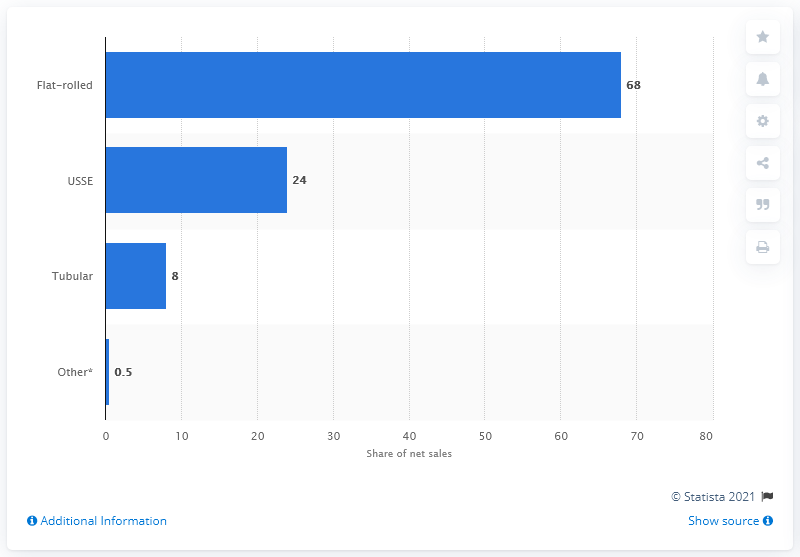 Flat-rolled 68
USSE 24
Tubular 8
Other* 0.5
0 10 20 30 40 50 60 70 80
Share of net sales
© Statista 2021
Additional Information Show source